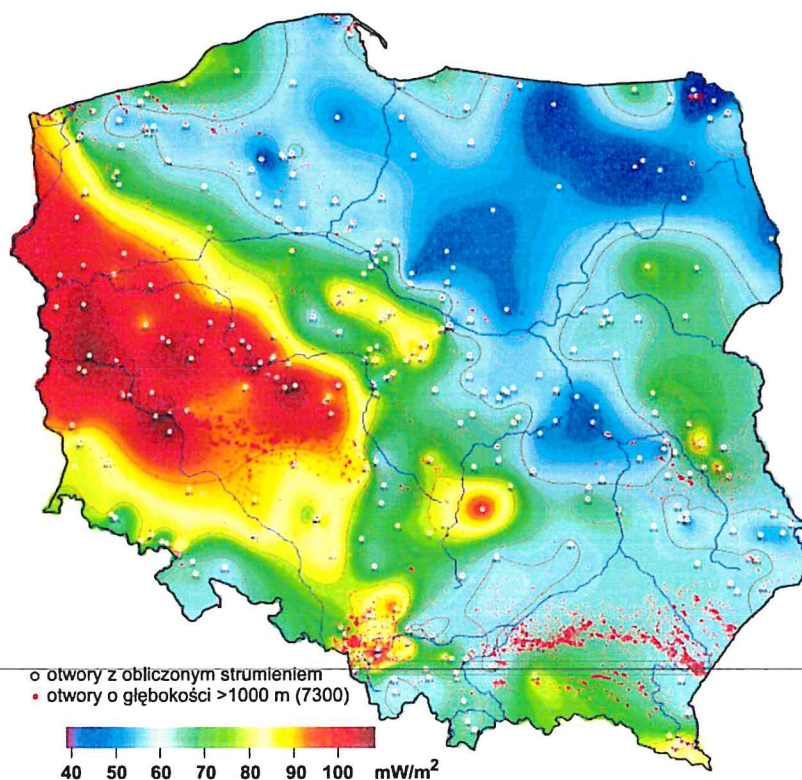 otwory z obliczonym strumieniem
otwory o głębokości >1000 m (7300)
40 50 60 70 80 90 100 mW/m²